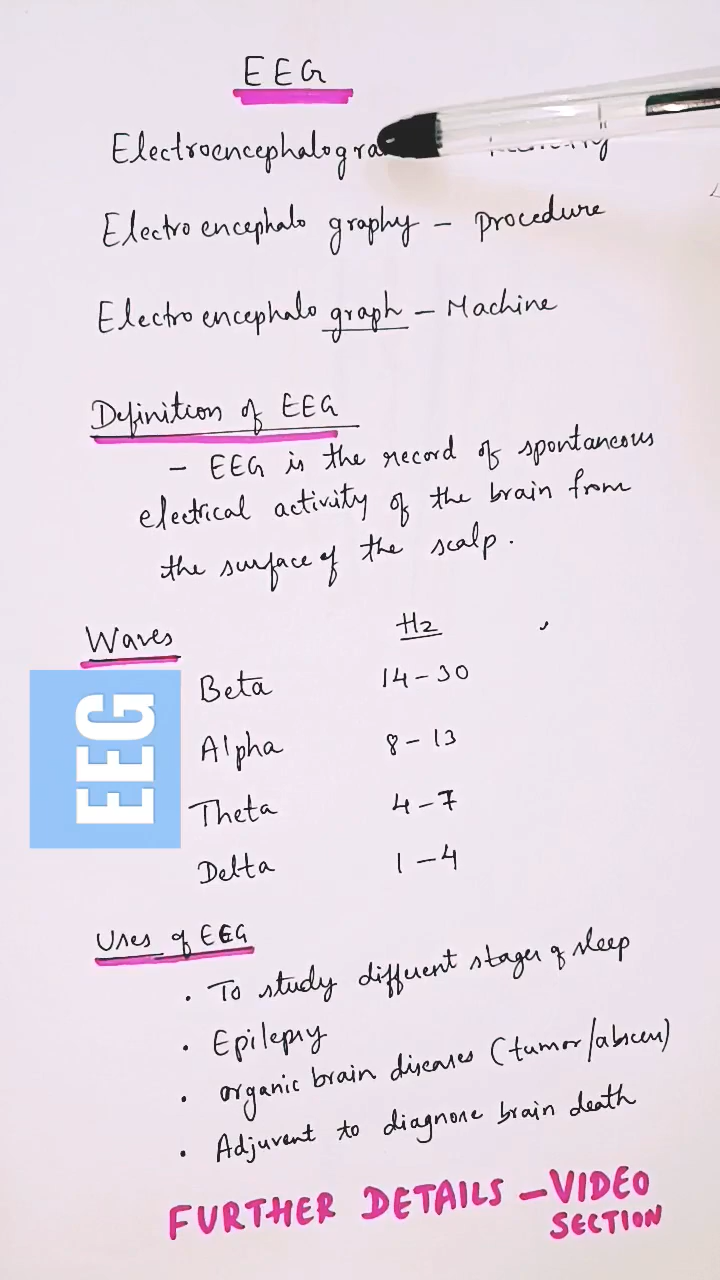 EEG
Electroencephalogra
Electro encephalo graphy - Procedure
Electro encephalo graph - Machine
Definition of EEG
- EEG is the record of spontaneous
electrical activity of the brain from
the surface of the scalp.
Waves Hz
Beta 14-30
Alpha 8-13
Theta 4-7
Delta 1-4
EEG
Uses of EEG
· To study different stages of sleep
· Epilepsy
· organic brain diseases (tumor/abscess)
· Adjuvent to diagnose brain death
FURTHER DETAILS - VIDEO
SECTION